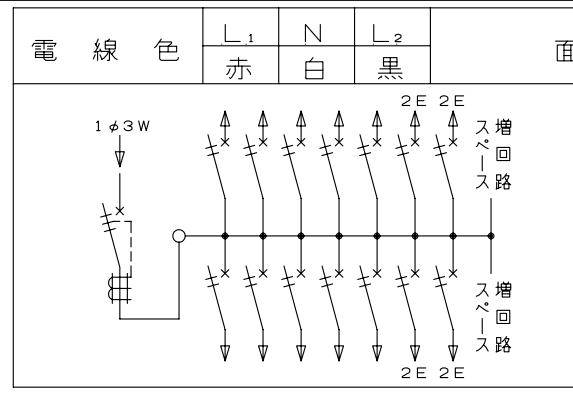 電線色 L1 N L2 面
赤 白 黒
2E 2E
1φ3W
増回路
スペース
増回路
スペース
2E 2E